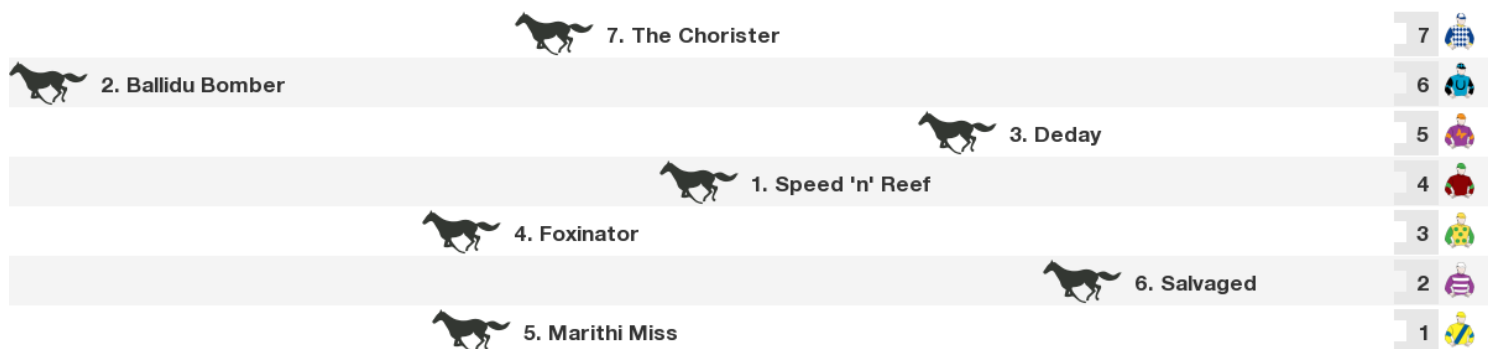 7. The Chorister 7
2. Ballidu Bomber 6
3. Deday 5
1. Speed 'n' Reef 4
4. Foxinator 3
6. Salvaged 2
5. Marithi Miss 1